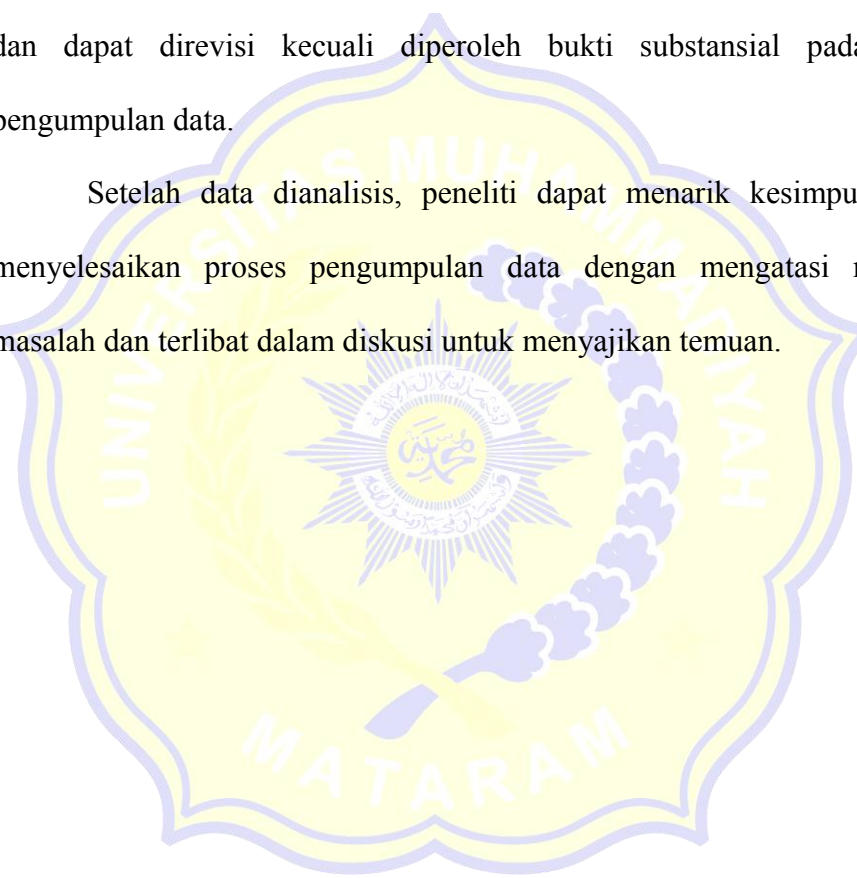 dan dapat direvisi kecuali diperoleh bukti substansial pada
pengumpulan data.
Setelah data dianalisis, peneliti dapat menarik kesimpu
menyelesaikan proses pengumpulan data dengan mengatasi
masalah dan terlibat dalam diskusi untuk menyajikan temuan.
UNIVERSITAS MUHAMMADIYAH
MATARAM